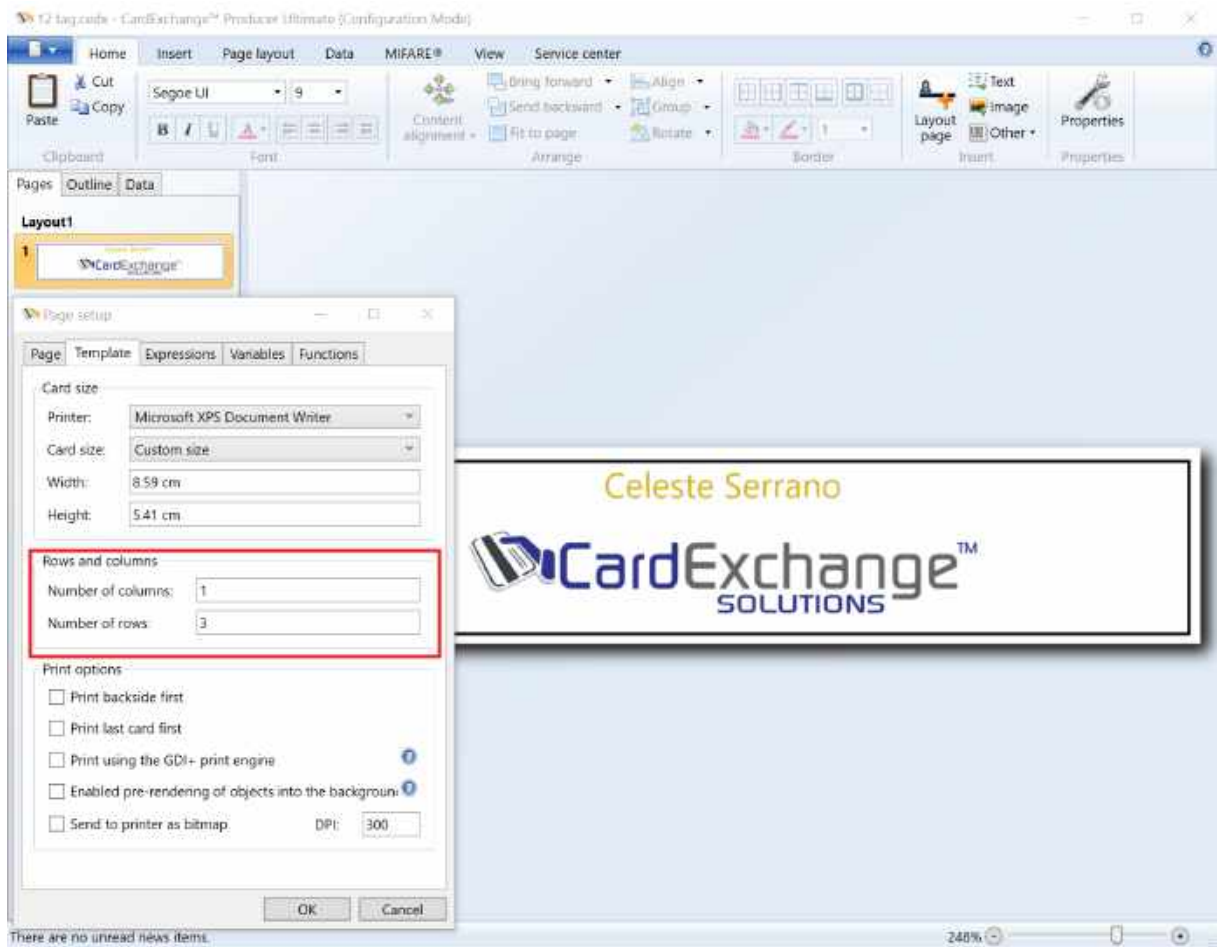 12 tag.cedx - CardExchange™ Producer Ultimate (Configuration Mode)
Home Insert Page layout Data MIFARE® View Service center
Paste
Cut
Copy
Clipboard
Segoe UI 9
B I U A
Font
Content alignment
Bring forward
Send backward
Fit to page
Align
Group
Rotate
Arrange
1
Border
Layout page
Text
Image
Other
Insert
Properties
Properties
Pages Outline Data
Layout1
1
CardExchange
Page setup
Page Template Expressions Variables Functions
Card size
Printer: Microsoft XPS Document Writer
Card size: Custom size
Width: 8.59 cm
Height: 5.41 cm
Rows and columns
Number of columns: 1
Number of rows: 3
Print options
Print backside first
Print last card first
Print using the GDI+ print engine
Enabled pre-rendering of objects into the backgroun
Send to printer as bitmap DPI: 300
OK Cancel
Celeste Serrano
CardExchange™
SOLUTIONS
There are no unread news items.
246%